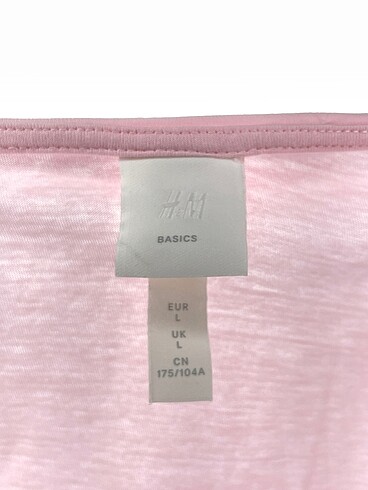 H&M
BASICS
EUR
L
UK
L
CN
175/104A